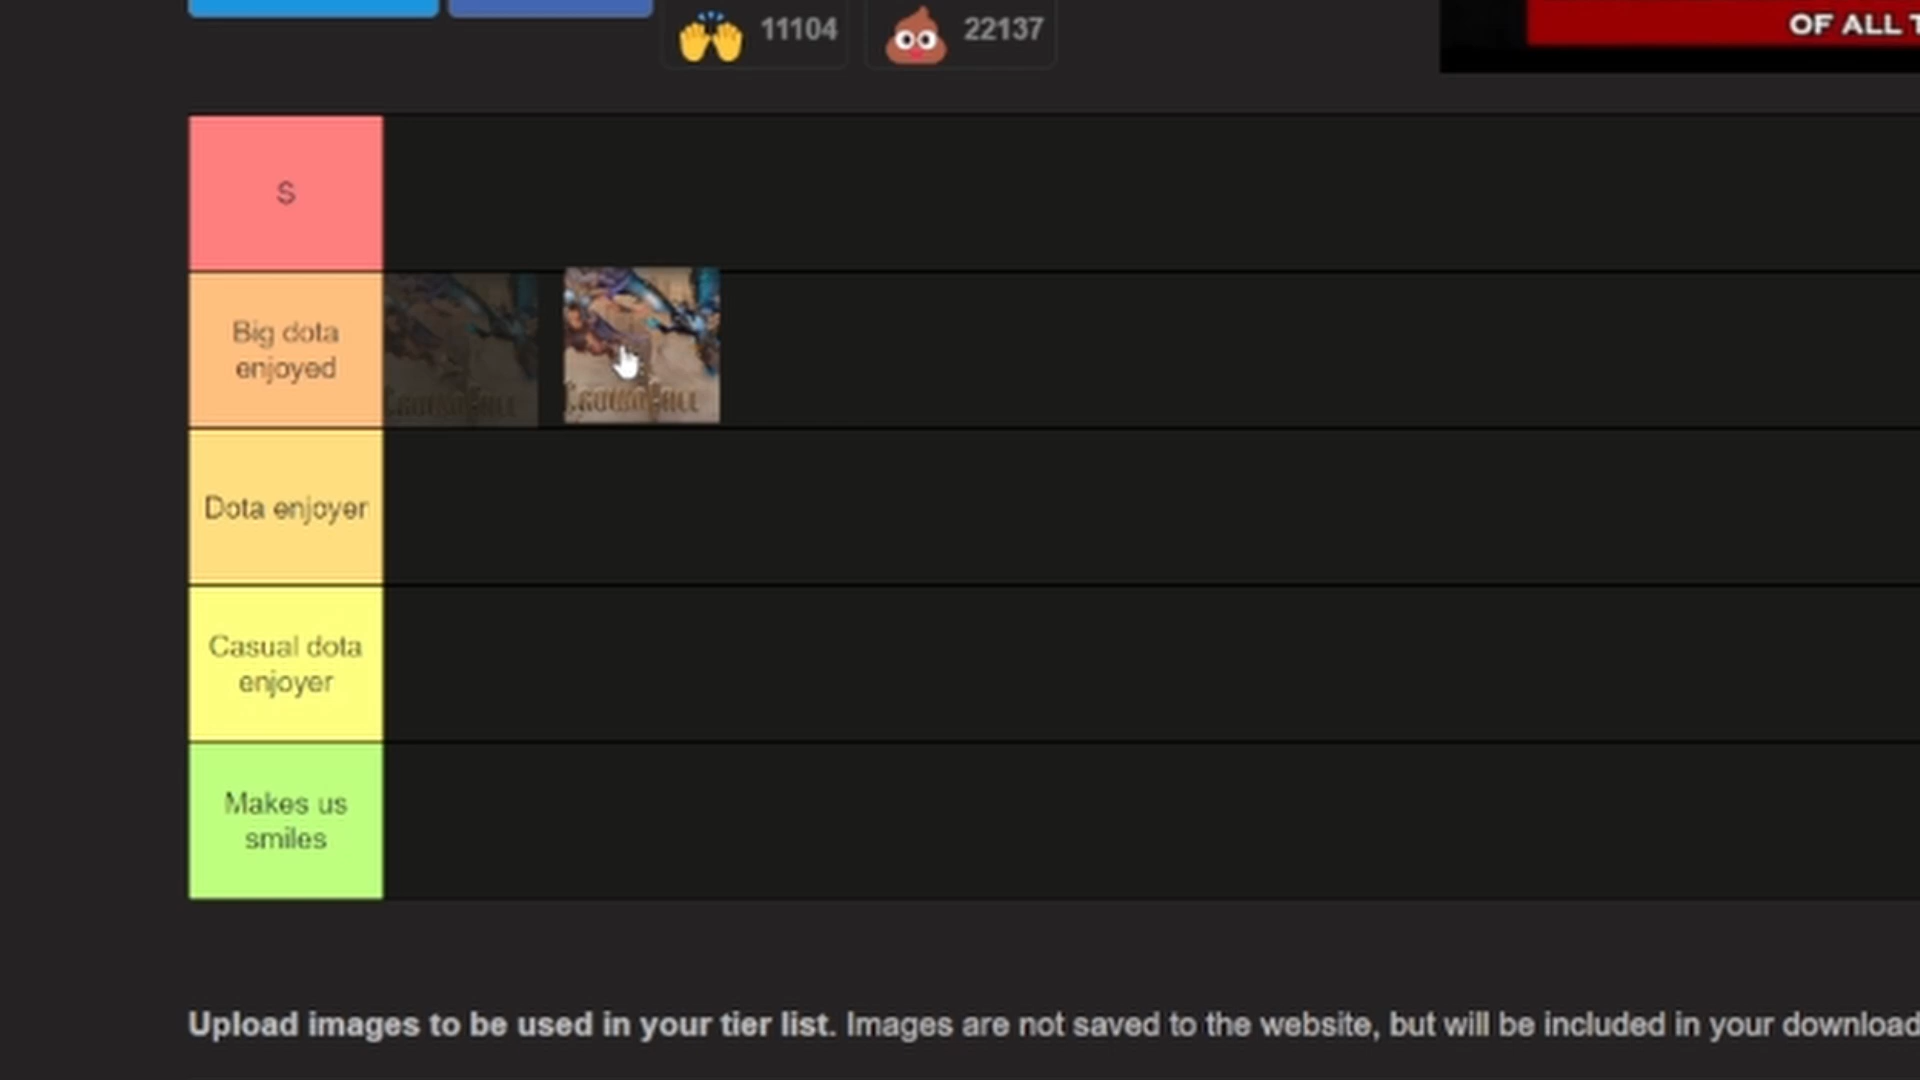 11104
22137
OF ALL T
S
Big dota
enjoyed
CROWNFALL
CROWNFALL
Dota enjoyer
Casual dota
enjoyer
Makes us
smiles
Upload images to be used in your tier list. Images are not saved to the website, but will be included in your download